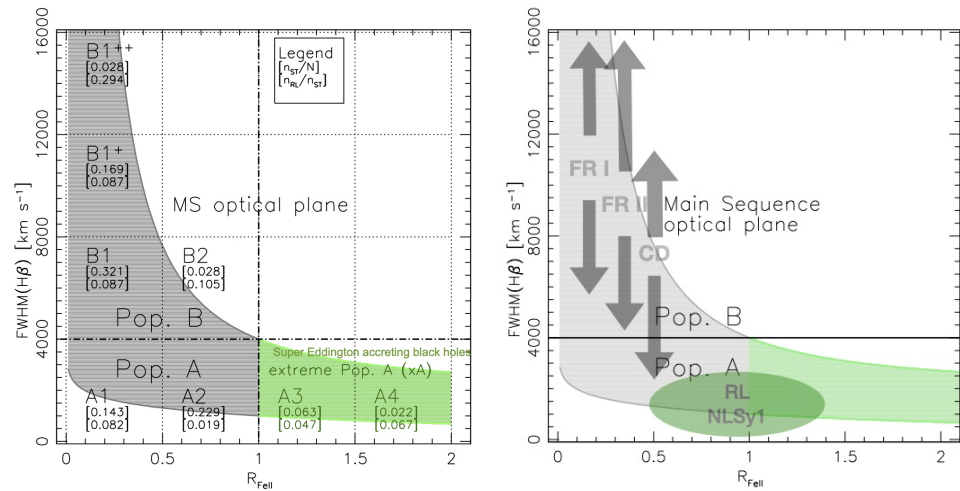 16000
12000
8000
4000
0
FWHM(Hβ) [km s⁻¹]
B1⁺⁺
[0.028]
[0.294]
Legend
[n_ST/N]
[n_RL/n_ST]
B1⁺
[0.169]
[0.087]
MS optical plane
B1
[0.321]
[0.087]
B2
[0.028]
[0.105]
Pop. B
Super Eddington accreting black holes
Pop. A
extreme Pop. A (xA)
A1
[0.143]
[0.082]
A2
[0.229]
[0.019]
A3
[0.063]
[0.047]
A4
[0.022]
[0.067]
0 0.5 1 1.5 2
R_FeII
16000
12000
8000
4000
0
FWHM(Hβ) [km s⁻¹]
FR I
FR II
Main Sequence
optical plane
CD
Pop. B
Pop. A
RL
NLSy1
0 0.5 1 1.5 2
R_FeII